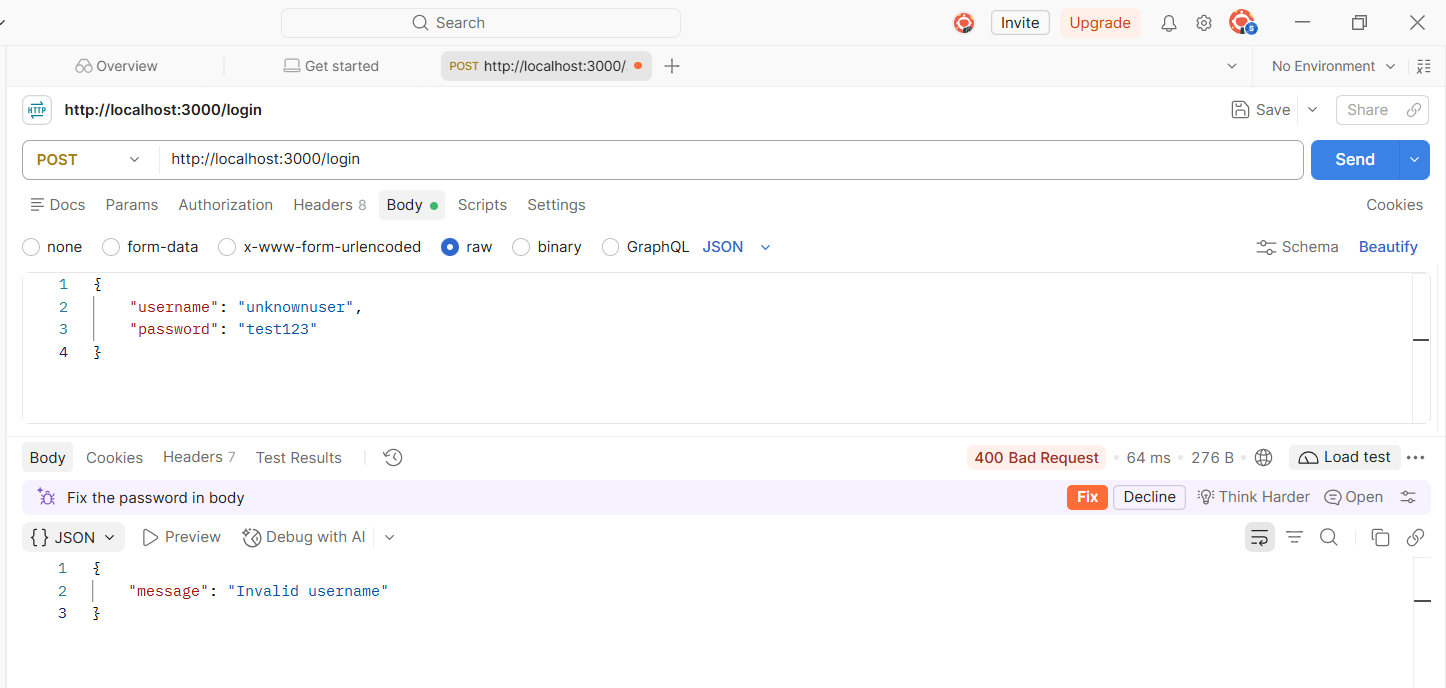 Search
Invite
Upgrade
Overview
Get started
POST http://localhost:3000/
No Environment
HTTP
http://localhost:3000/login
Save
Share
POST
http://localhost:3000/login
Send
Docs
Params
Authorization
Headers 8
Body
Scripts
Settings
Cookies
none
form-data
x-www-form-urlencoded
raw
binary
GraphQL
JSON
Schema
Beautify
1 {
2 "username": "unknownuser",
3 "password": "test123"
4 }
Body
Cookies
Headers 7
Test Results
400 Bad Request
64 ms
276 B
Load test
Fix the password in body
Fix
Decline
Think Harder
Open
{} JSON
Preview
Debug with AI
1 {
2 "message": "Invalid username"
3 }